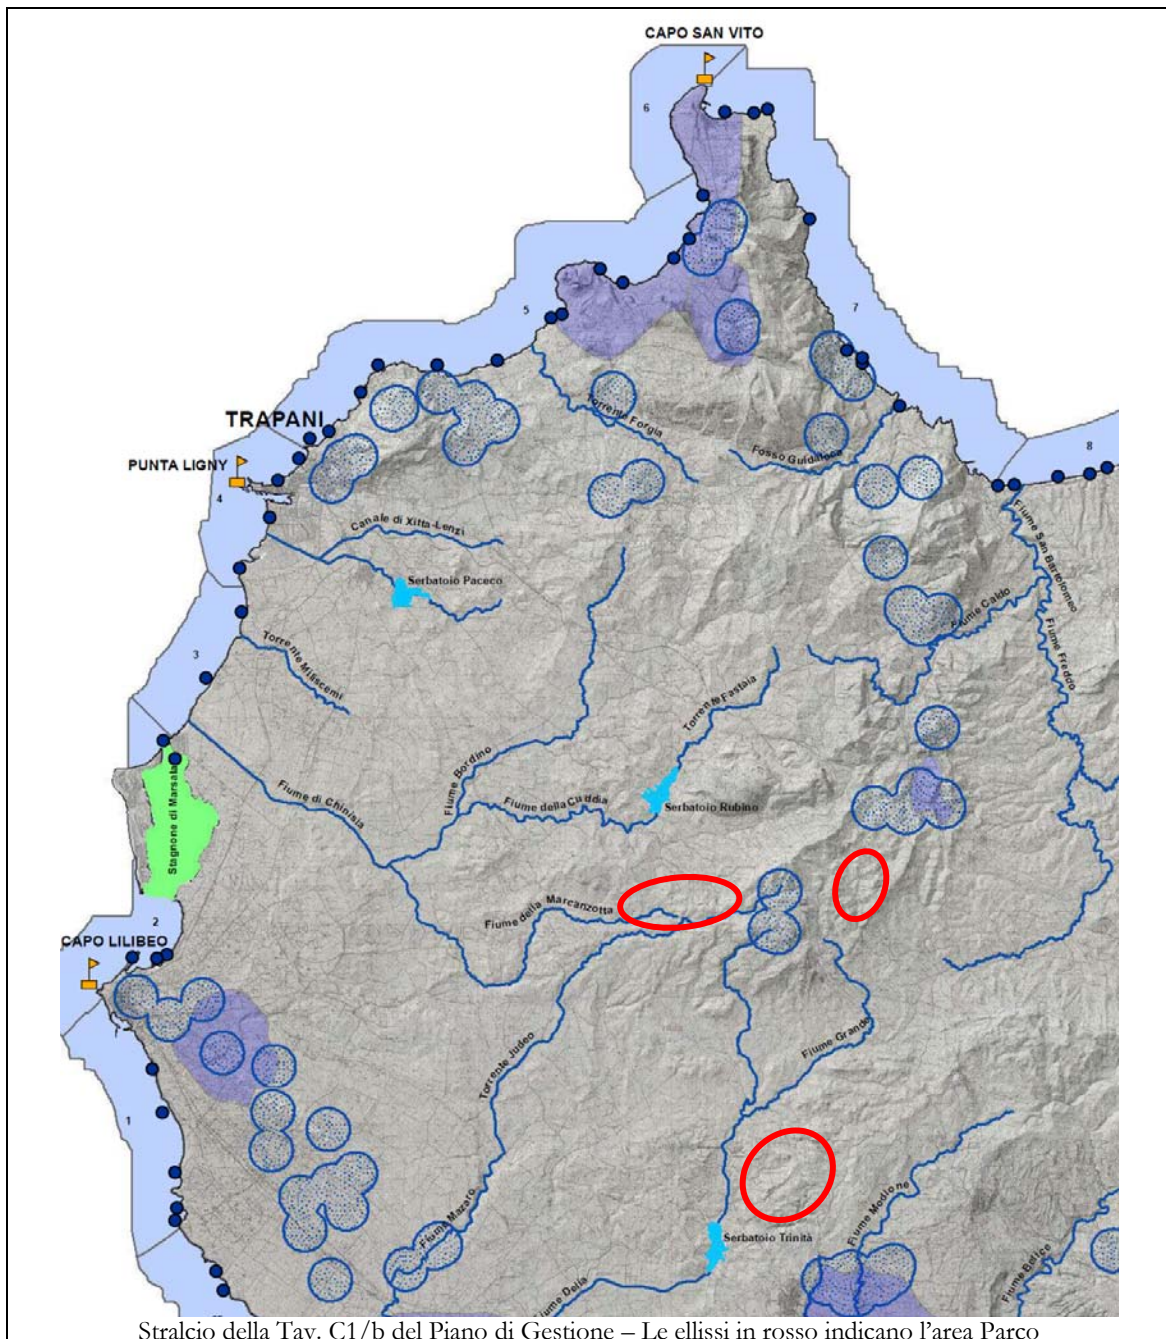 CAPO SAN VITO
6
5
7
TRAPANI
Torrente Forgia
8
PUNTA LIGNY
Fosso Guidaloca
4
Canale di Xitta-Lenzi
Fiume San Bartolomeo
Serbatoio Paceco
Fiume Caldo
Torrente Miliscemi
Fiume Freddo
3
Torrente Fastaia
Fiume Bordino
Stagnone di Marsala
Fiume di Chinisia
Fiume della Cuddia
Serbatoio Rubino
2
Fiume della Marcanzotta
CAPO LILIBEO
Torrente Judeo
Fiume Grande
1
Fiume Mazaro
Fiume Modione
Serbatoio Trinità
Fiume Delia
Fiume Belice
Stralcio della Tav. C1/b del Piano di Gestione – Le ellissi in rosso indicano l'area Parco